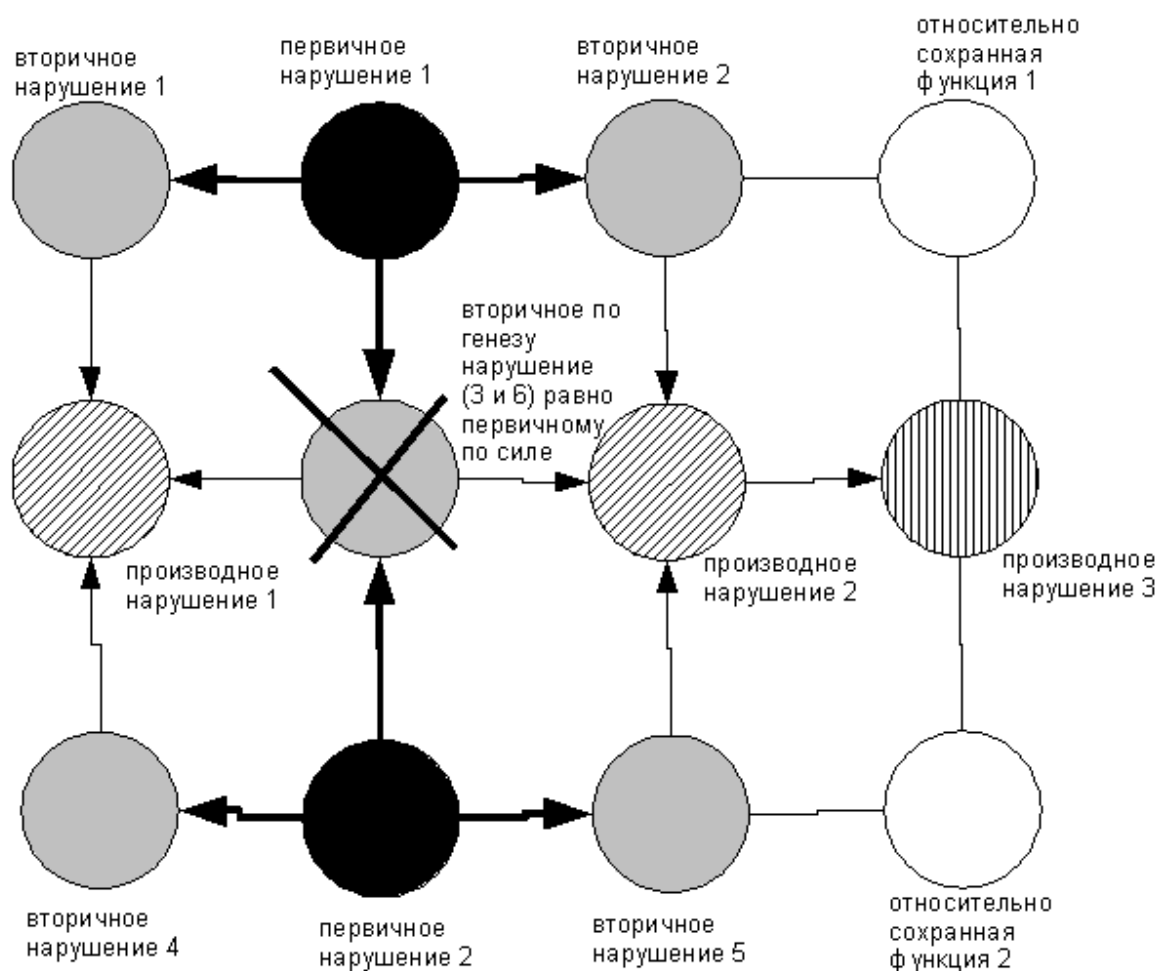 вторичное
нарушение 1
первичное
нарушение 1
вторичное
нарушение 2
относительно
сохранная
функция 1
вторичное по
генезу
нарушение
(3 и 6) равно
первичному
по силе
производное
нарушение 1
производное
нарушение 2
производное
нарушение 3
вторичное
нарушение 4
первичное
нарушение 2
вторичное
нарушение 5
относительно
сохранная
функция 2